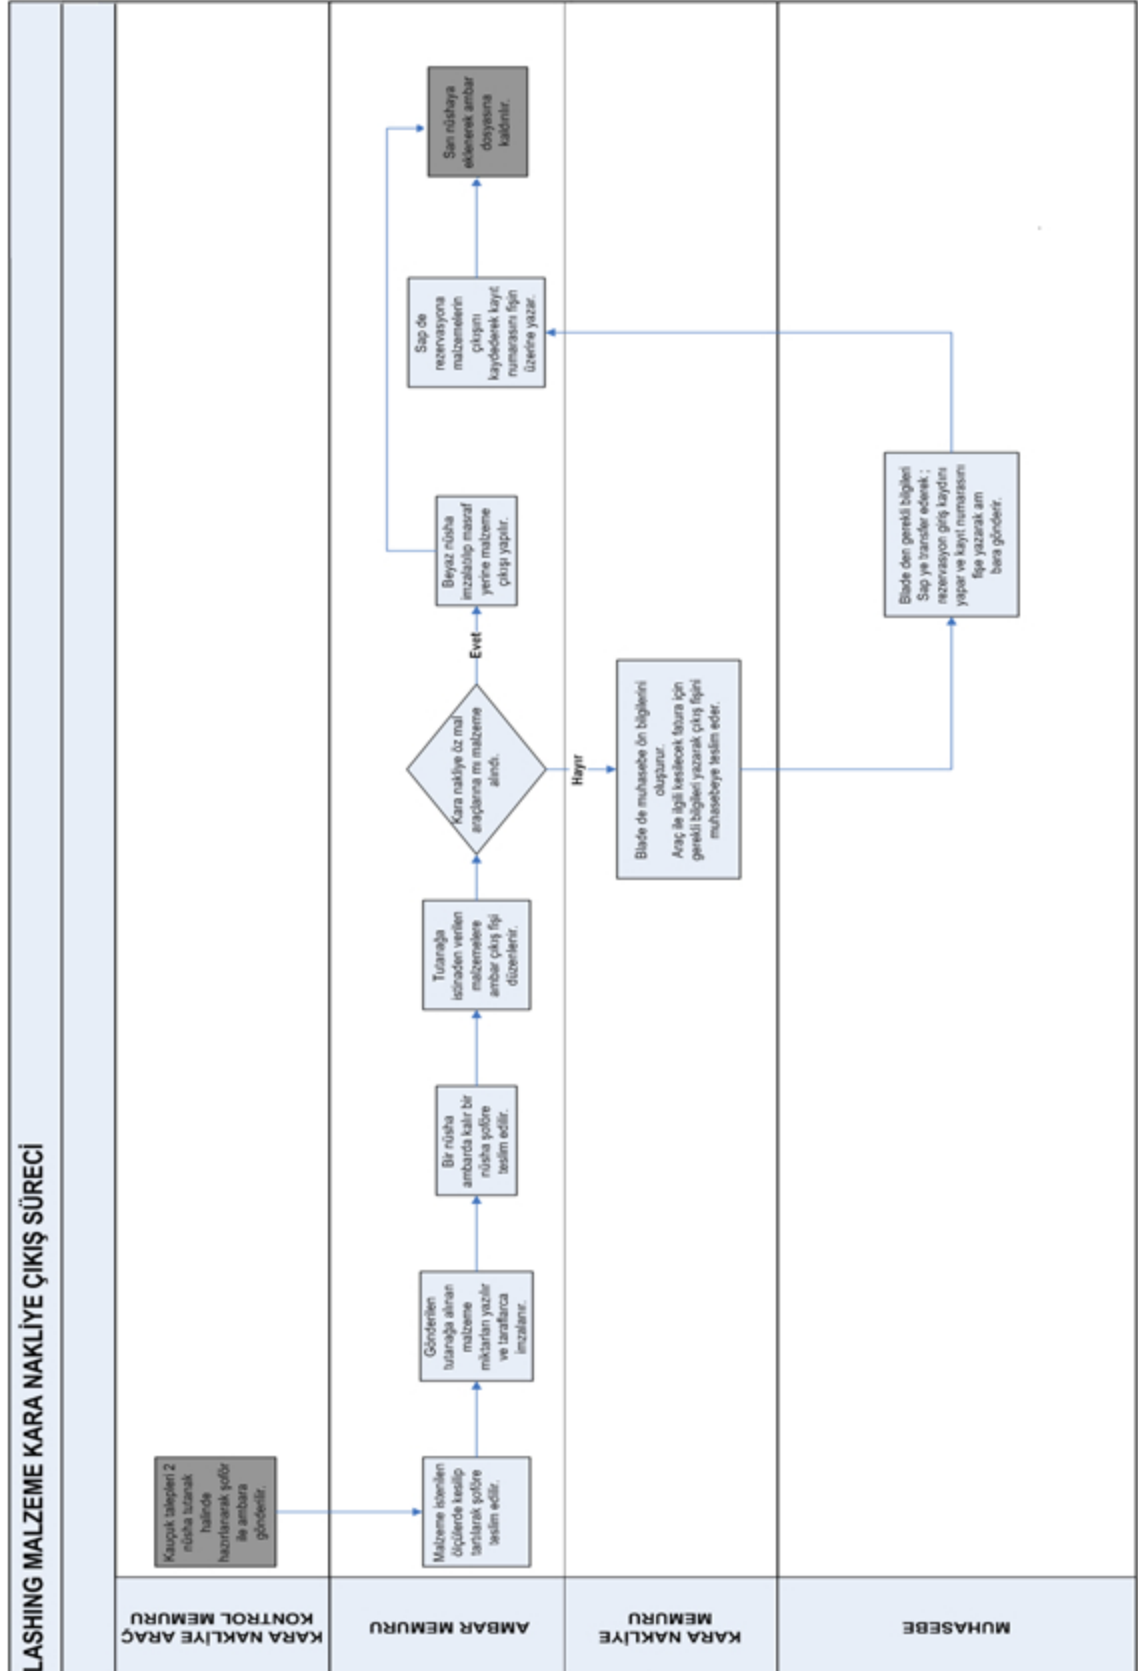 LASHING MALZEME KARA NAKLİYE ÇIKIŞ SÜRECİ
KARA NAKLİYE ARAÇ
KONTROL MEMURU
Kauçuk talepleri 2
nüsha tutanak
halinde
hazırlanarak şoför
ile ambara
gönderilir.
AMBAR MEMURU
Malzeme istenilen
ölçülerde kesilip
tartılarak şoföre
teslim edilir.
Gönderilen
tutanağa alınan
malzeme
miktarları yazılır
ve taraflarca
imzalanır.
Bir nüsha
ambarda kalır bir
nüsha şoföre
teslim edilir.
Tutanağa
istinaden verilen
malzemelere
ambar çıkış fişi
düzenlenir.
Kara nakliye öz mal
araçlarına mı malzeme
alındı.
Evet
Beyaz nüsha
imzalatılıp masraf
yerine malzeme
çıkışı yapılır.
Sap de
rezervasyona
malzemelerin
çıkışını
kaydederek kayıt
numarasını fişin
üzerine yazar.
Sarı nüshaya
eklenerek ambar
dosyasına
kaldırılır.
Hayır
KARA NAKLİYE
MEMURU
Blade de muhasebe ön bilgilerini
oluşturur.
Araç ile ilgili kesilecek fatura için
gerekli bilgileri yazarak çıkış fişini
muhasebeye teslim eder.
MUHASEBE
Blade den gerekli bilgileri
Sap ye transfer ederek ;
rezervasyon giriş kaydını
yapar ve kayıt numarasını
fişe yazarak am
bara gönderir.